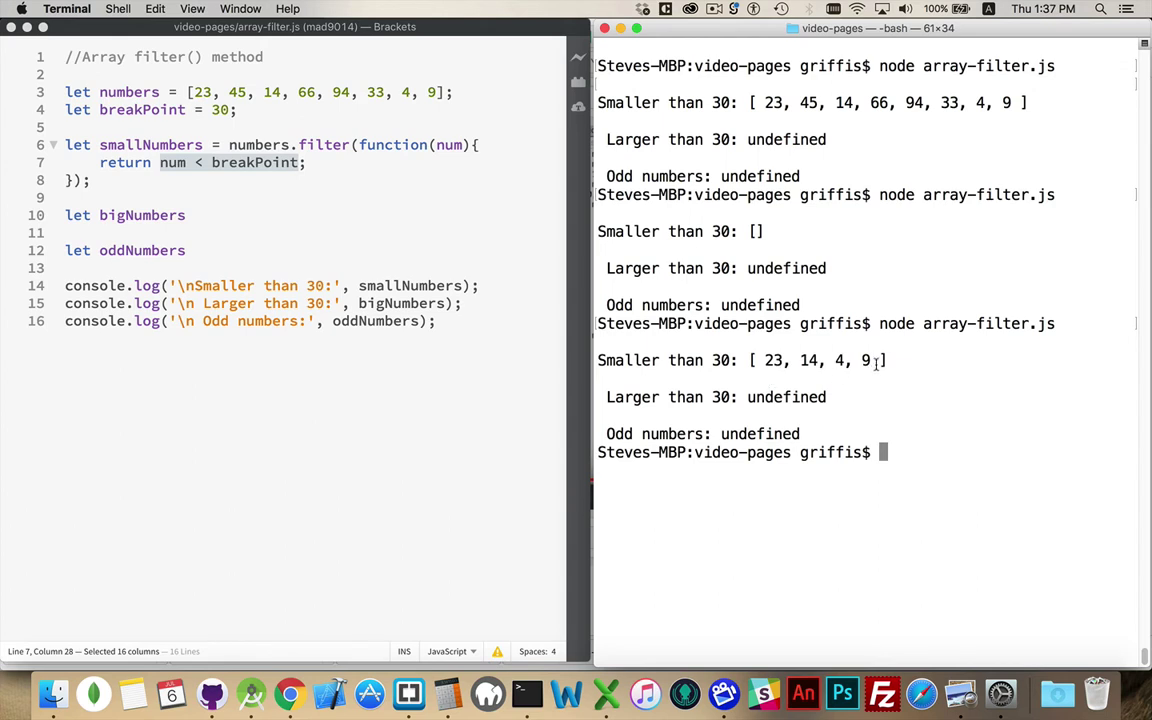 Terminal Shell Edit View Window Help 100% Thu 1:37 PM
video-pages/array-filter.js (mad9014) — Brackets
1 //Array filter() method
2
3 let numbers = [23, 45, 14, 66, 94, 33, 4, 9];
4 let breakPoint = 30;
5
6 let smallNumbers = numbers.filter(function(num){
7 return num < breakPoint;
8 });
9
10 let bigNumbers
11
12 let oddNumbers
13
14 console.log('\nSmaller than 30:', smallNumbers);
15 console.log('\n Larger than 30:', bigNumbers);
16 console.log('\n Odd numbers:', oddNumbers);
Line 7, Column 28 — Selected 16 columns — 16 Lines INS JavaScript Spaces: 4
video-pages — -bash — 61×34
Steves-MBP:video-pages griffis$ node array-filter.js
Smaller than 30: [ 23, 45, 14, 66, 94, 33, 4, 9 ]
Larger than 30: undefined
Odd numbers: undefined
Steves-MBP:video-pages griffis$ node array-filter.js
Smaller than 30: []
Larger than 30: undefined
Odd numbers: undefined
Steves-MBP:video-pages griffis$ node array-filter.js
Smaller than 30: [ 23, 14, 4, 9 ]
Larger than 30: undefined
Odd numbers: undefined
Steves-MBP:video-pages griffis$
6
An
Ps
Fz